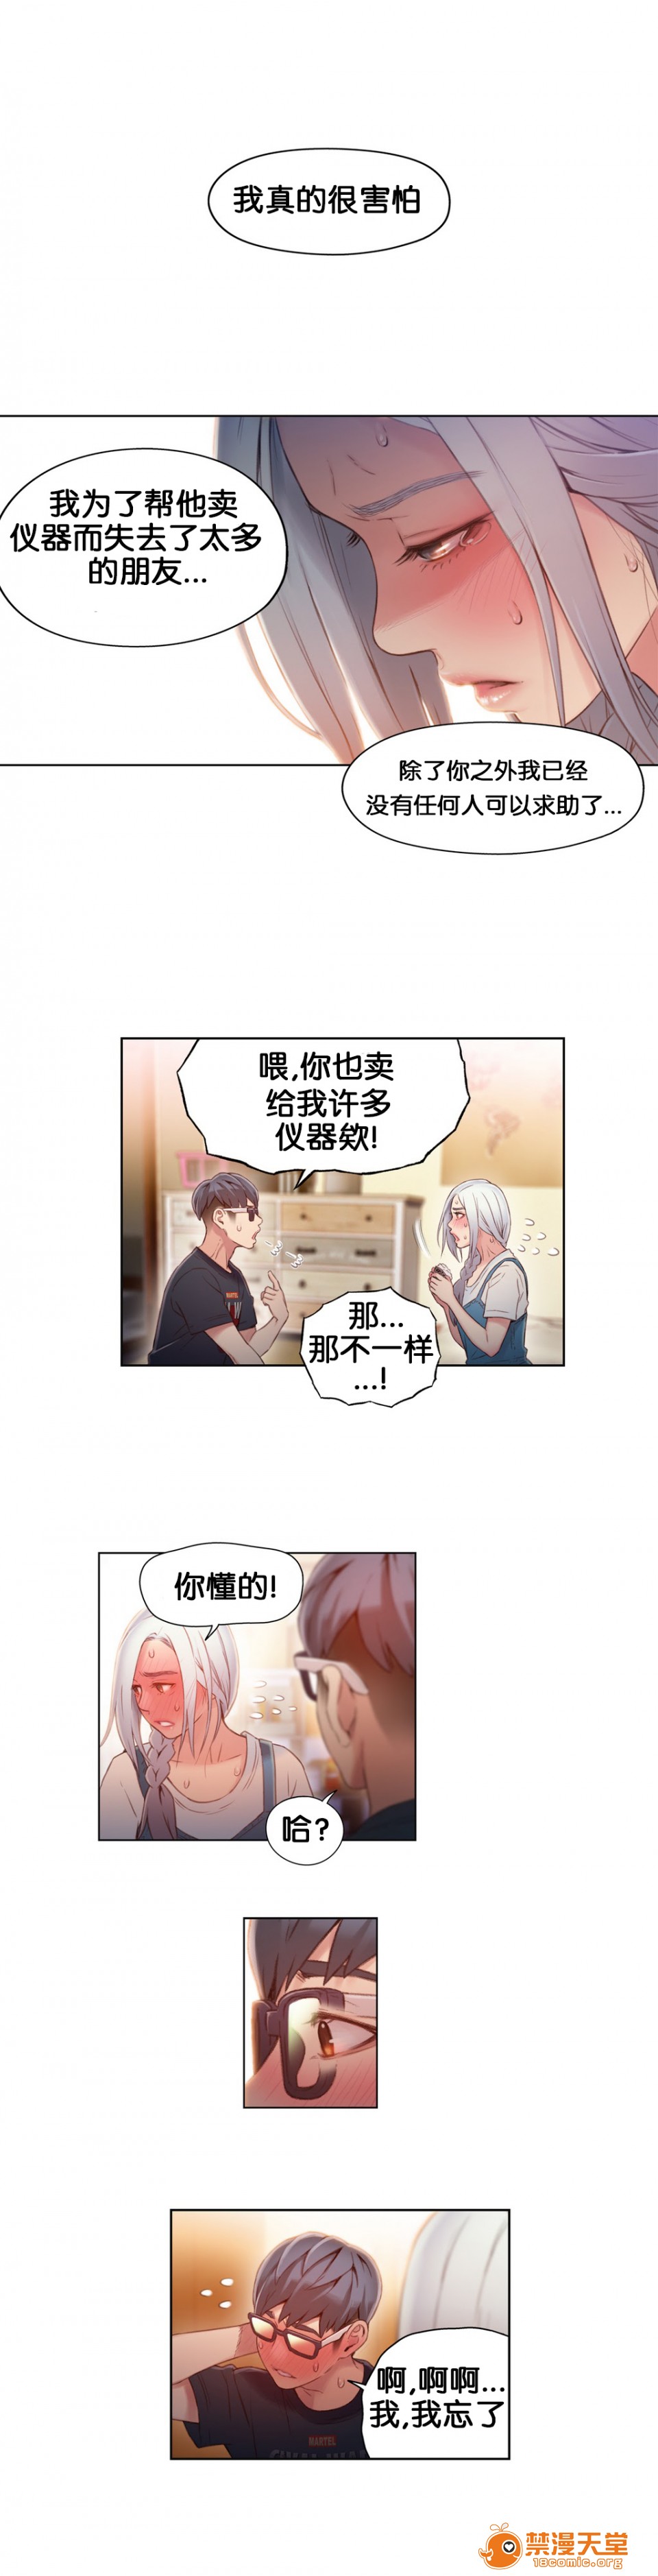 我真的很害怕
我为了帮他卖
仪器而失去了太多
的朋友...
除了你之外我已经
没有任何人可以求助了...
喂,你也卖
给我许多
仪器欸!
那...
那不一样
...!
MARTEL
你懂的!
哈?
啊,啊啊...
我,我忘了
MARTEL
禁漫天堂
18comic.org